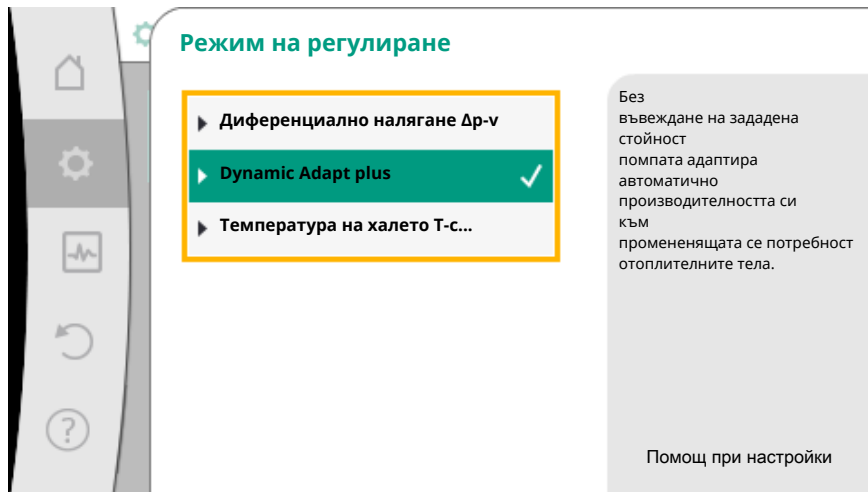 Режим на регулиране
Диференциално налягане Δp-v
Dynamic Adapt plus
Температура на халето T-c...
Без
въвеждане на зададена
стойност
помпата адаптира
автоматично
производителността си
към
промененящата се потребност
отоплителните тела.
Помощ при настройки